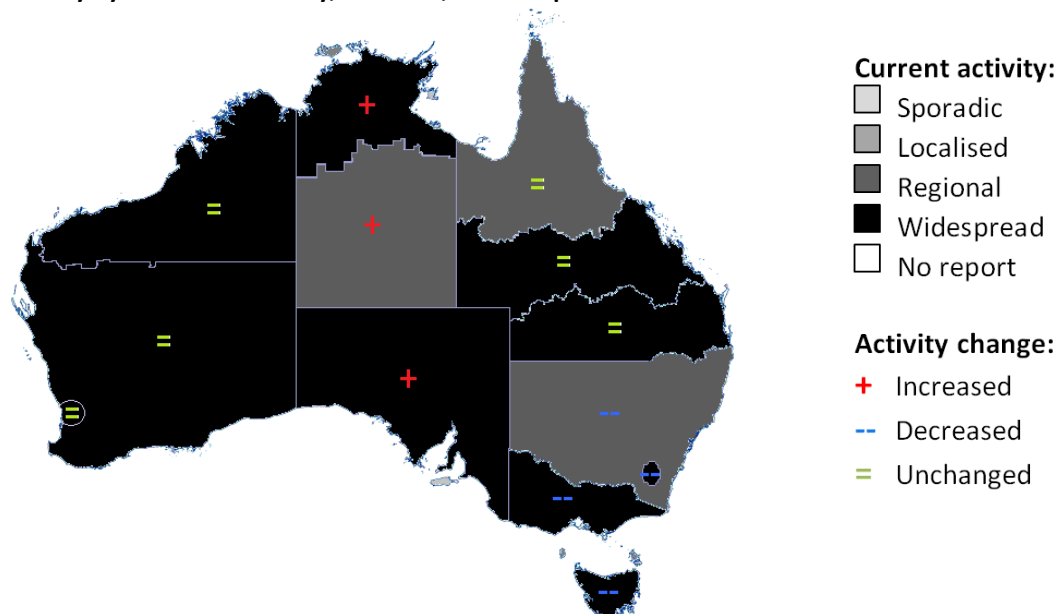 Current activity:
Sporadic
Localised
Regional
Widespread
No report
Activity change:
+ Increased
-- Decreased
= Unchanged